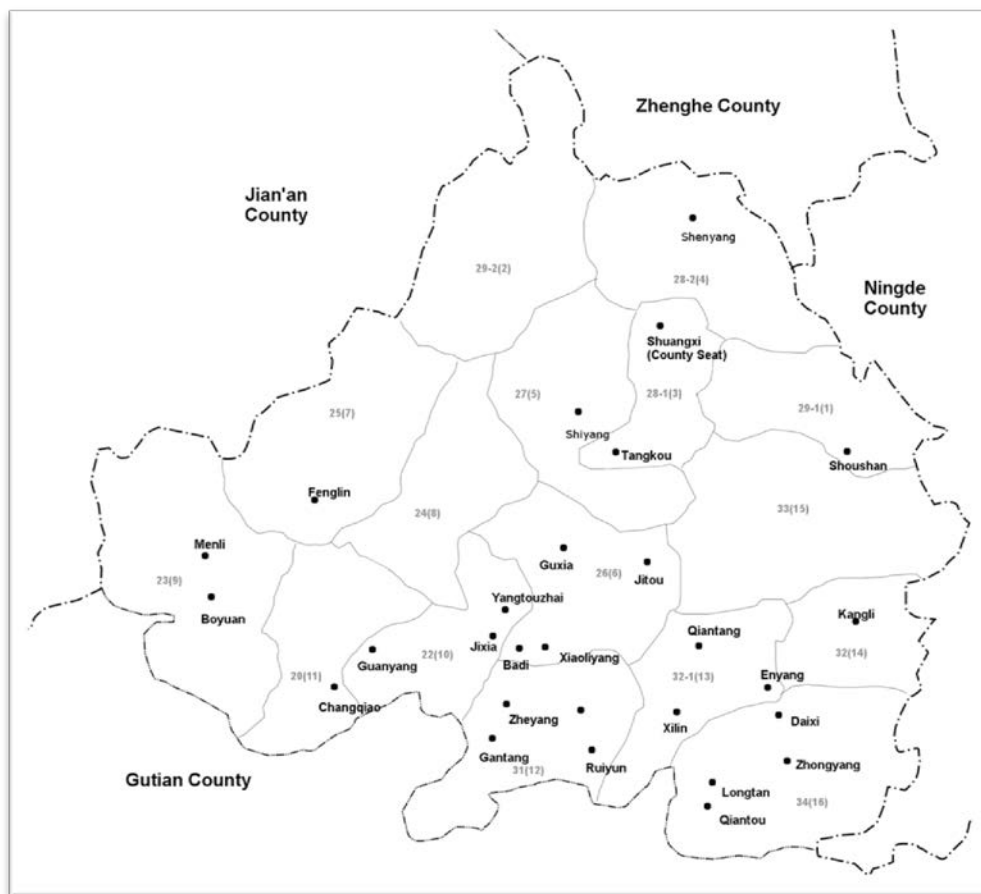 Zhenghe County
Jian'an
County
Shenyang
29-2(2)
28-2(4)
Ningde
County
Shuangxi
(County Seat)
27(5)
28-1(3)
25(7)
29-1(1)
Shiyang
Tangkou
Shoushan
Fenglin
24(8)
33(15)
Menli
Guxia
26(6)
Jitou
23(9)
Yangtouzhai
Kangli
Boyuan
Qiantang
Jixia
Guanyang
22(10)
Badi
Xiaoliyang
32(14)
20(11)
32-1(13)
Enyang
Changqiao
Zheyang
Xilin
Daixi
Gantang
Ruiyun
Zhongyang
Gutian County
31(12)
Longtan
34(16)
Qiantou